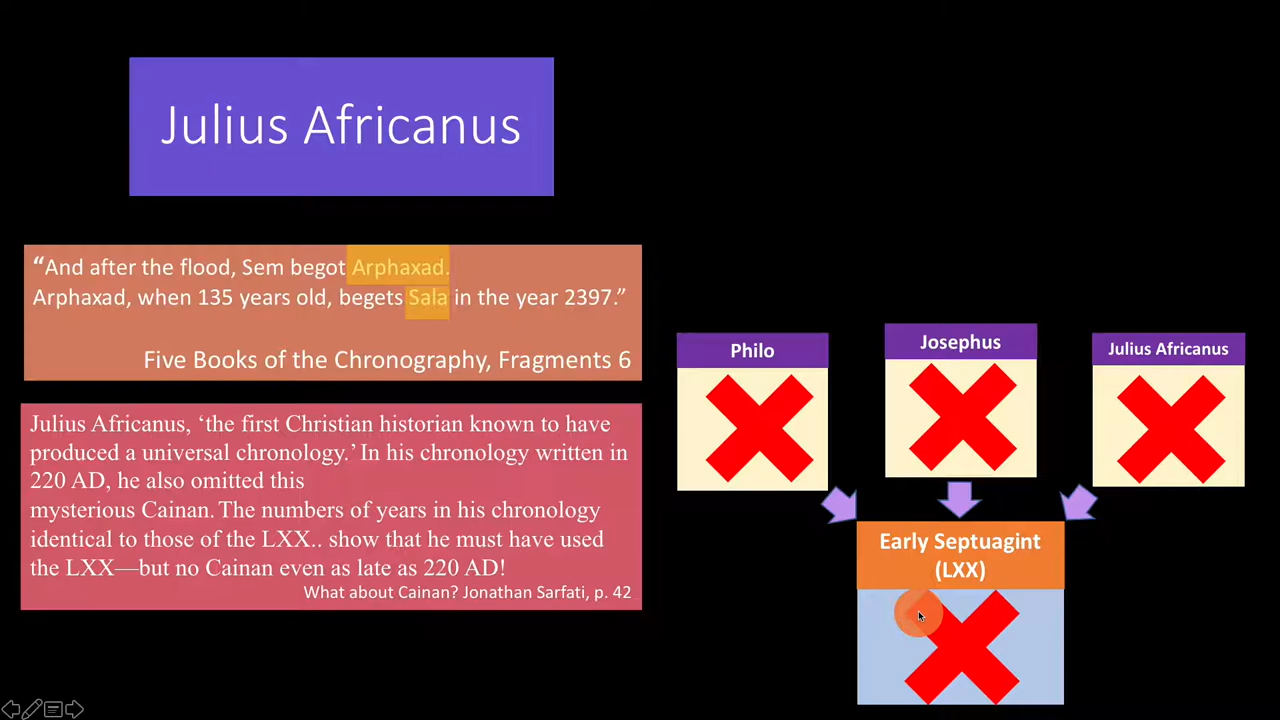 Julius Africanus
“And after the flood, Sem begot Arphaxad.
Arphaxad, when 135 years old, begets Sala in the year 2397.”
Five Books of the Chronography, Fragments 6
Julius Africanus, ‘the first Christian historian known to have
produced a universal chronology.’ In his chronology written in
220 AD, he also omitted this
mysterious Cainan. The numbers of years in his chronology
identical to those of the LXX.. show that he must have used
the LXX—but no Cainan even as late as 220 AD!
What about Cainan? Jonathan Sarfati, p. 42
Philo
Josephus
Julius Africanus
Early Septuagint
(LXX)